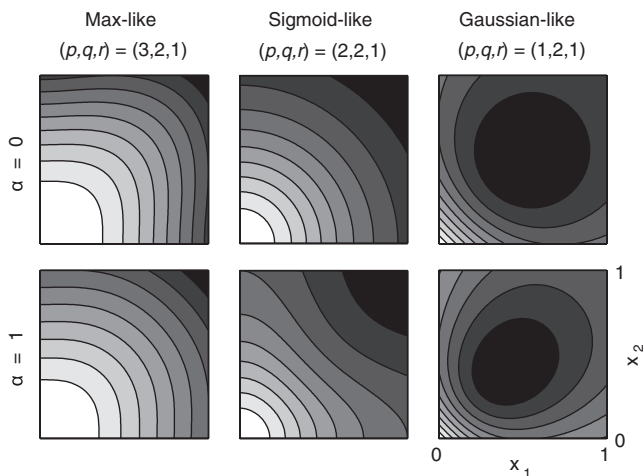 Max-like
Sigmoid-like
Gaussian-like
(p,q,r) = (3,2,1)
(p,q,r) = (2,2,1)
(p,q,r) = (1,2,1)
α = 0
α = 1
1
x₂
0
0
1
x₁